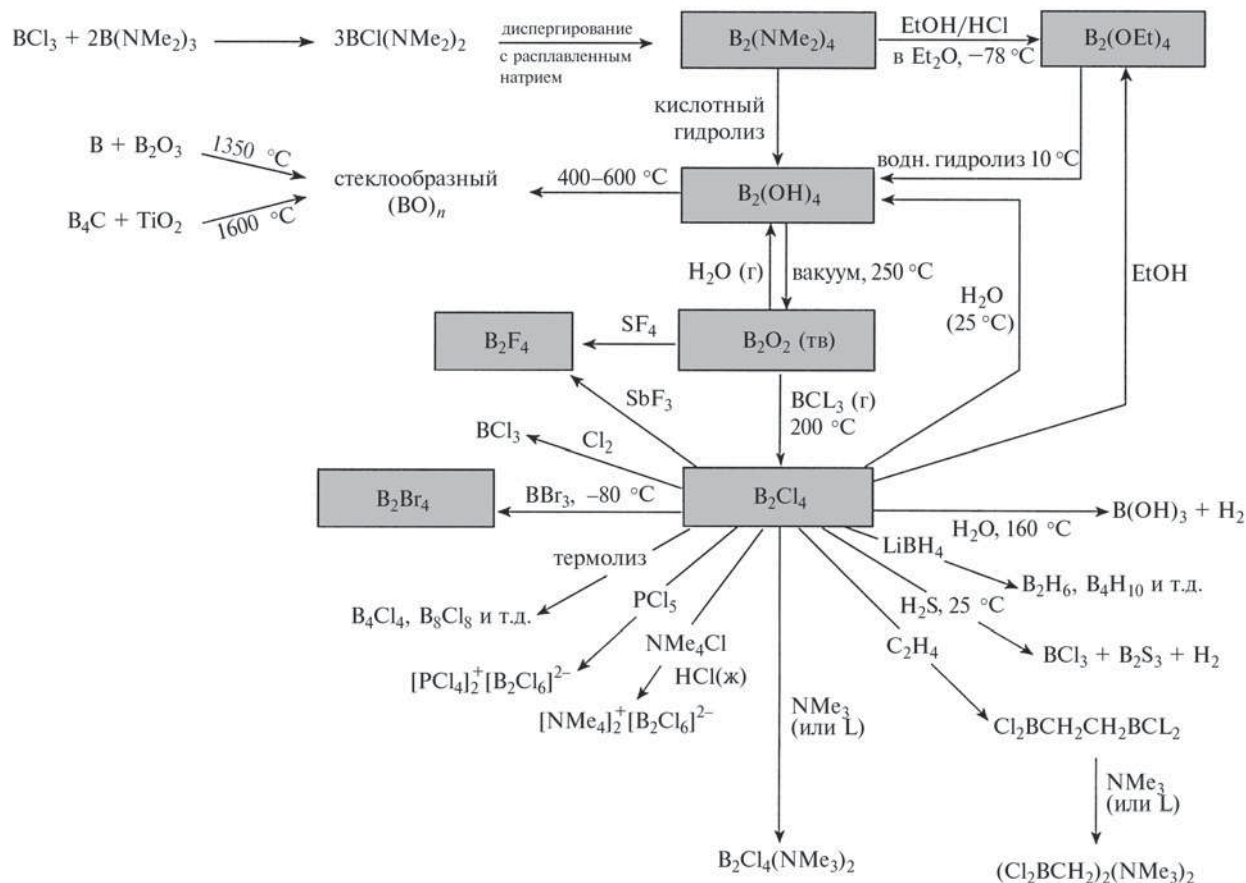 BCl₃ + 2B(NMe₂)₃
3BCl(NMe₂)₂
диспергирование
с расплавленным
натрием
B₂(NMe₂)₄
EtOH/HCl
в Et₂O, −78 °C
B₂(OEt)₄
кислотный
гидролиз
B + B₂O₃
1350 °C
B₄C + TiO₂
1600 °C
стеклообразный
(BO)ₙ
400–600 °C
B₂(OH)₄
водн. гидролиз 10 °C
H₂O (г)
вакуум, 250 °C
H₂O
(25 °C)
EtOH
B₂F₄
SF₄
B₂O₂ (тв)
SbF₃
BCL₃ (г)
200 °C
BCl₃
Cl₂
B₂Br₄
BBr₃, −80 °C
B₂Cl₄
H₂O, 160 °C
B(OH)₃ + H₂
термолиз
B₄Cl₄, B₈Cl₈ и т.д.
PCl₅
[PCl₄]₂⁺[B₂Cl₆]²⁻
NMe₄Cl
HCl(ж)
[NMe₄]₂⁺[B₂Cl₆]²⁻
NMe₃
(или L)
B₂Cl₄(NMe₃)₂
LiBH₄
B₂H₆, B₄H₁₀ и т.д.
H₂S, 25 °C
BCl₃ + B₂S₃ + H₂
C₂H₄
Cl₂BCH₂CH₂BCL₂
NMe₃
(или L)
(Cl₂BCH₂)₂(NMe₃)₂